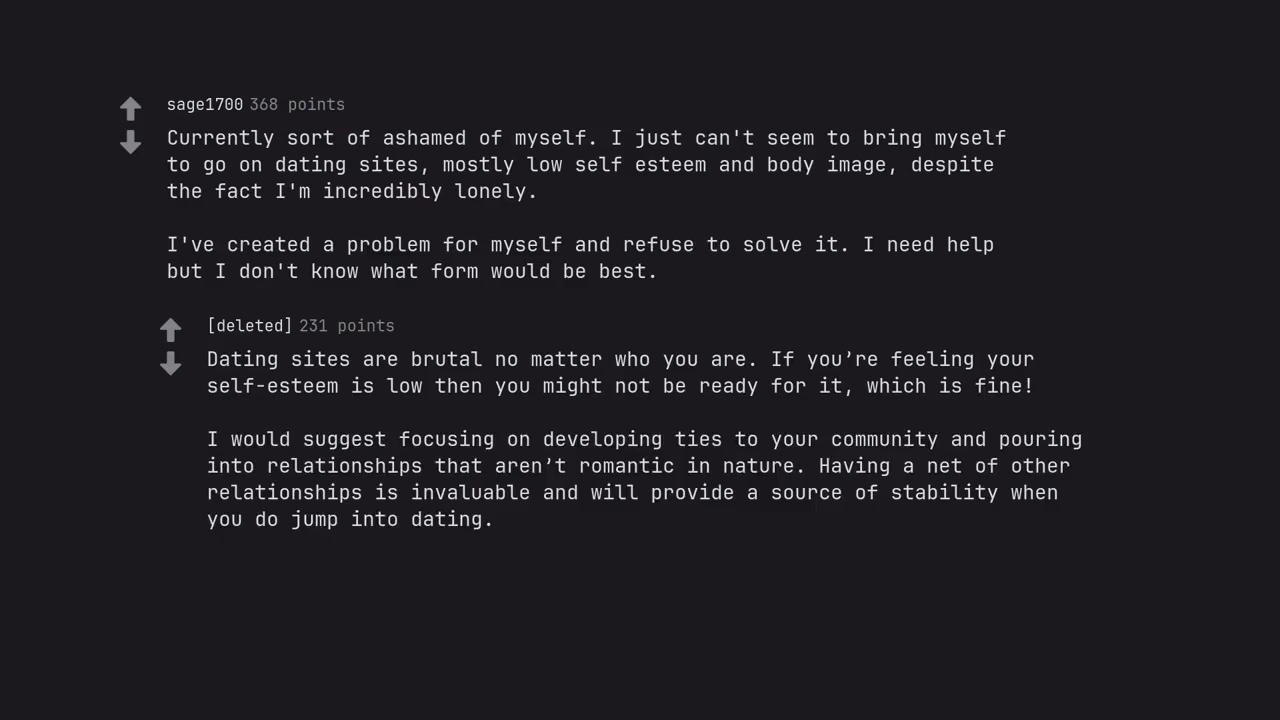 sage1700 368 points
Currently sort of ashamed of myself. I just can't seem to bring myself
to go on dating sites, mostly low self esteem and body image, despite
the fact I'm incredibly lonely.
I've created a problem for myself and refuse to solve it. I need help
but I don't know what form would be best.
[deleted] 231 points
Dating sites are brutal no matter who you are. If you’re feeling your
self-esteem is low then you might not be ready for it, which is fine!
I would suggest focusing on developing ties to your community and pouring
into relationships that aren’t romantic in nature. Having a net of other
relationships is invaluable and will provide a source of stability when
you do jump into dating.